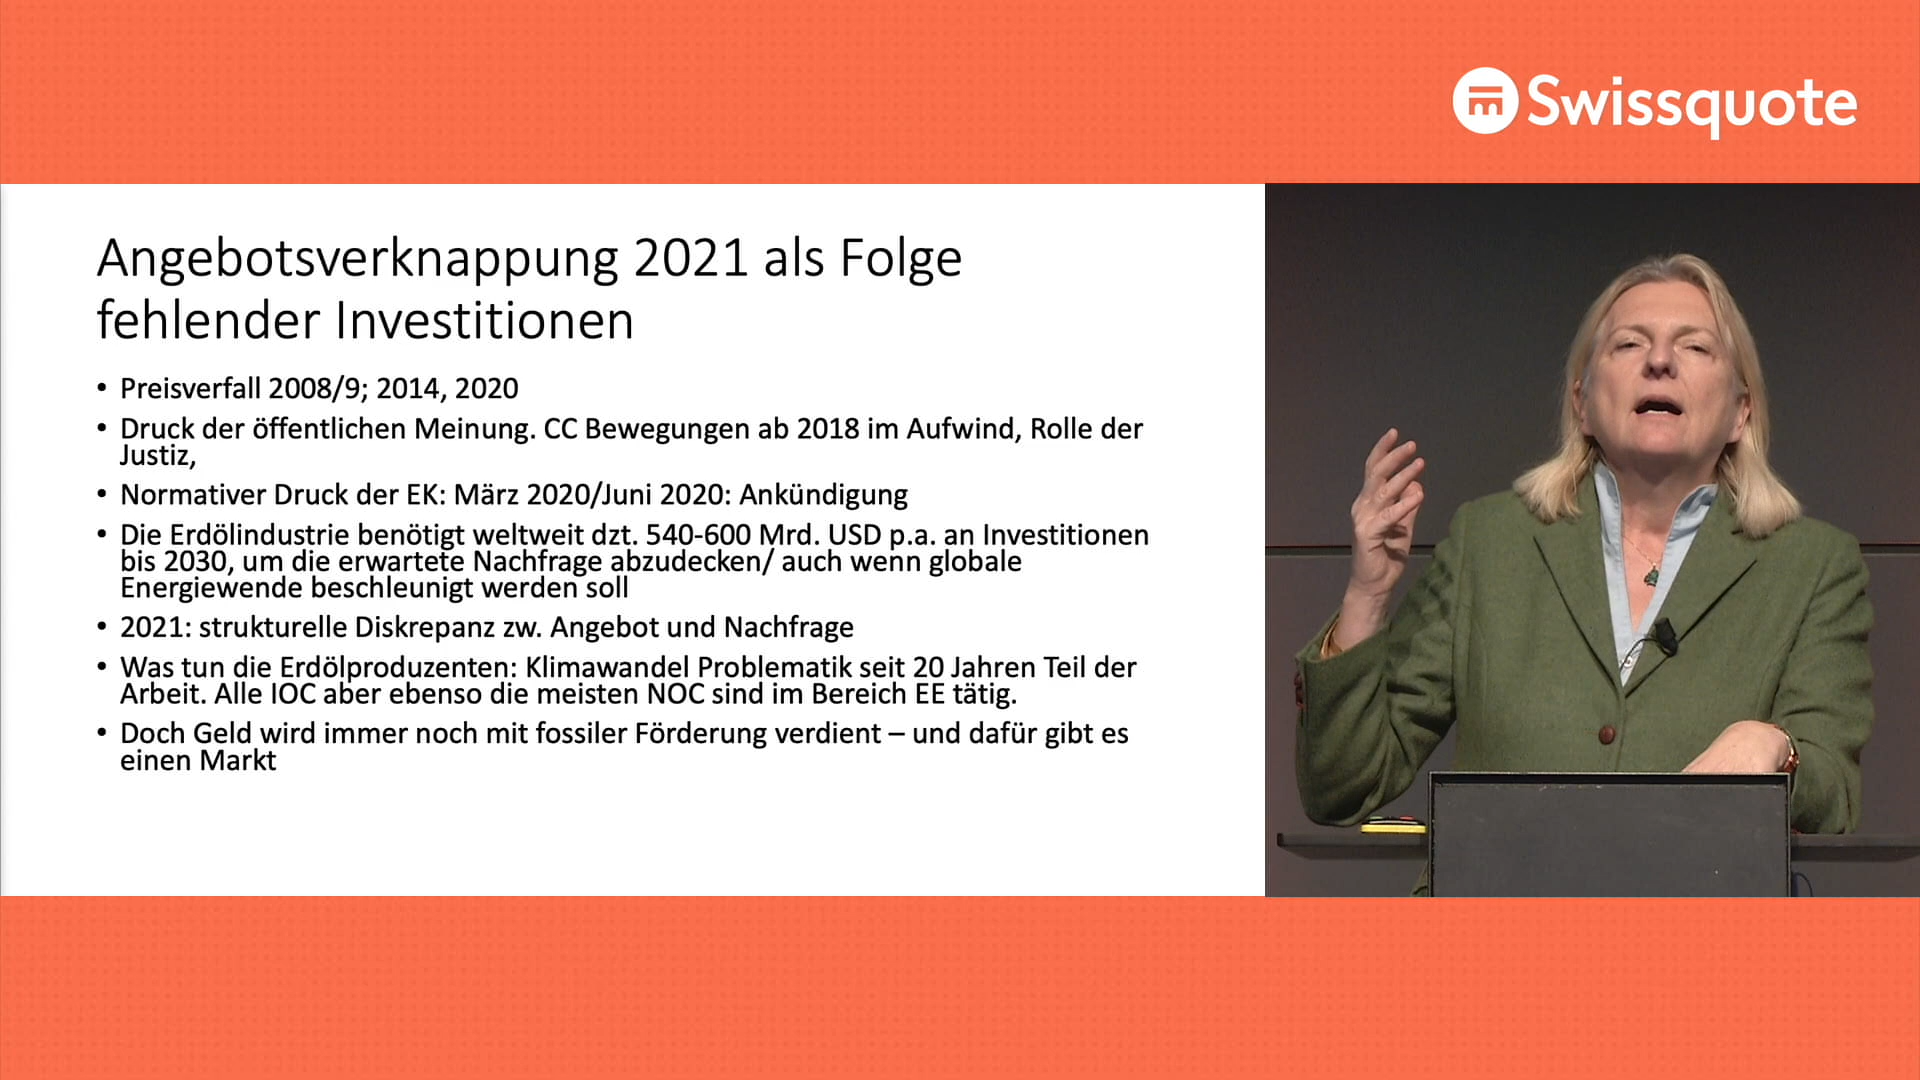 Swissquote
Angebotsverknappung 2021 als Folge
fehlender Investitionen
• Preisverfall 2008/9; 2014, 2020
• Druck der öffentlichen Meinung. CC Bewegungen ab 2018 im Aufwind, Rolle der
Justiz,
• Normativer Druck der EK: März 2020/Juni 2020: Ankündigung
• Die Erdölindustrie benötigt weltweit dzt. 540-600 Mrd. USD p.a. an Investitionen
bis 2030, um die erwartete Nachfrage abzudecken/ auch wenn globale
Energiewende beschleunigt werden soll
• 2021: strukturelle Diskrepanz zw. Angebot und Nachfrage
• Was tun die Erdölproduzenten: Klimawandel Problematik seit 20 Jahren Teil der
Arbeit. Alle IOC aber ebenso die meisten NOC sind im Bereich EE tätig.
• Doch Geld wird immer noch mit fossiler Förderung verdient – und dafür gibt es
einen Markt